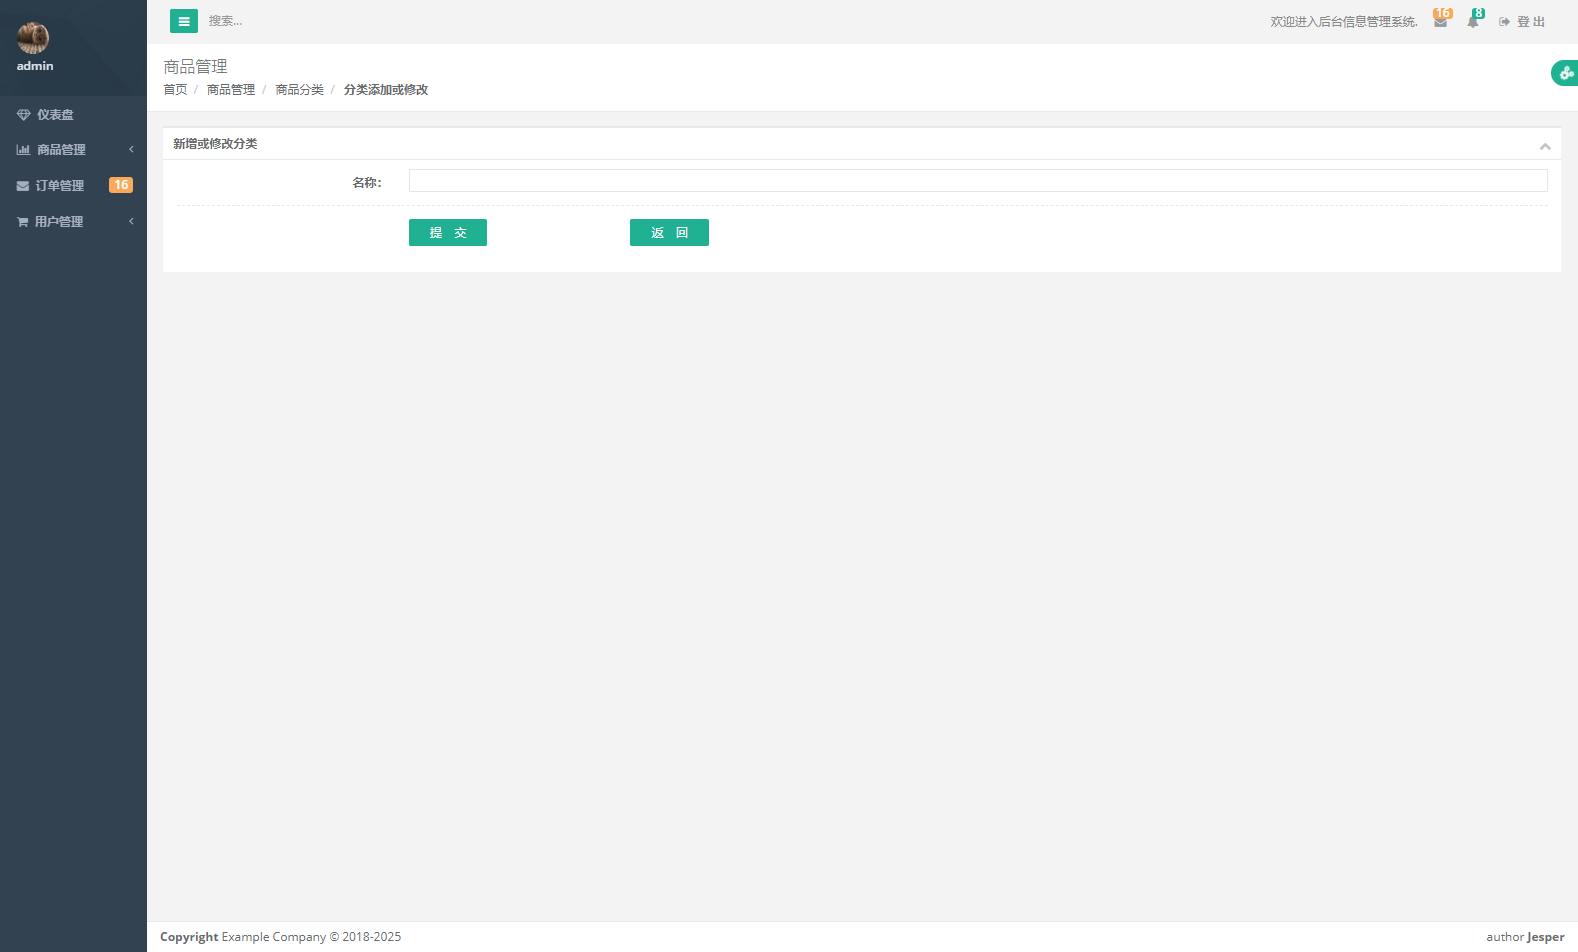 admin
仪表盘
商品管理
订单管理 16
用户管理
搜索...
欢迎进入后台信息管理系统.
16
8
登 出
商品管理
首页 / 商品管理 / 商品分类 / 分类添加或修改
新增或修改分类
名称:
提 交
返 回
Copyright Example Company © 2018-2025
author Jesper